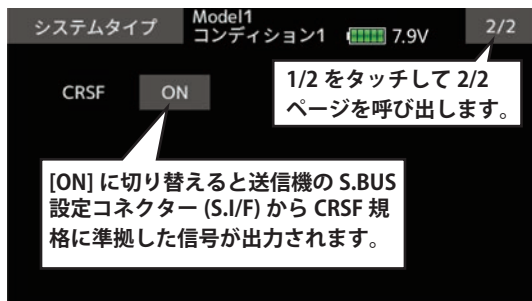 システムタイプ
Model1
コンディション1
7.9V
2/2
1/2 をタッチして 2/2
ページを呼び出します。
CRSF
ON
[ON] に切り替えると送信機の S.BUS
設定コネクター (S.I/F) から CRSF 規
格に準拠した信号が出力されます。